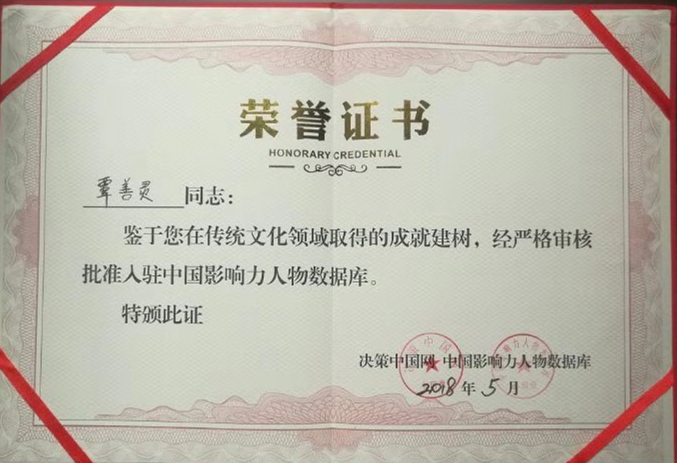 荣誉证书
HONORARY CREDENTIAL
覃善灵 同志：
鉴于您在传统文化领域取得的成就建树，经严格审核
批准入驻中国影响力人物数据库。
特颁此证
决策中国网 中国影响力人物数据库
2018年5月